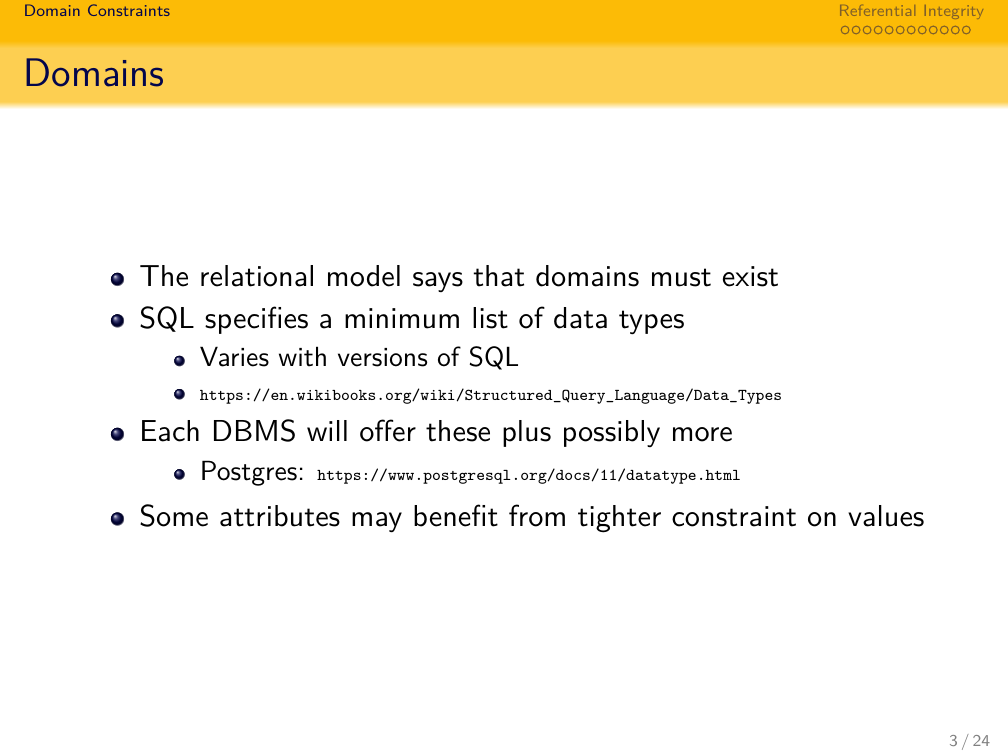 Domain Constraints
Referential Integrity
Domains
The relational model says that domains must exist
SQL specifies a minimum list of data types
Varies with versions of SQL
https://en.wikibooks.org/wiki/Structured_Query_Language/Data_Types
Each DBMS will offer these plus possibly more
Postgres: https://www.postgresql.org/docs/11/datatype.html
Some attributes may benefit from tighter constraint on values
3 / 24